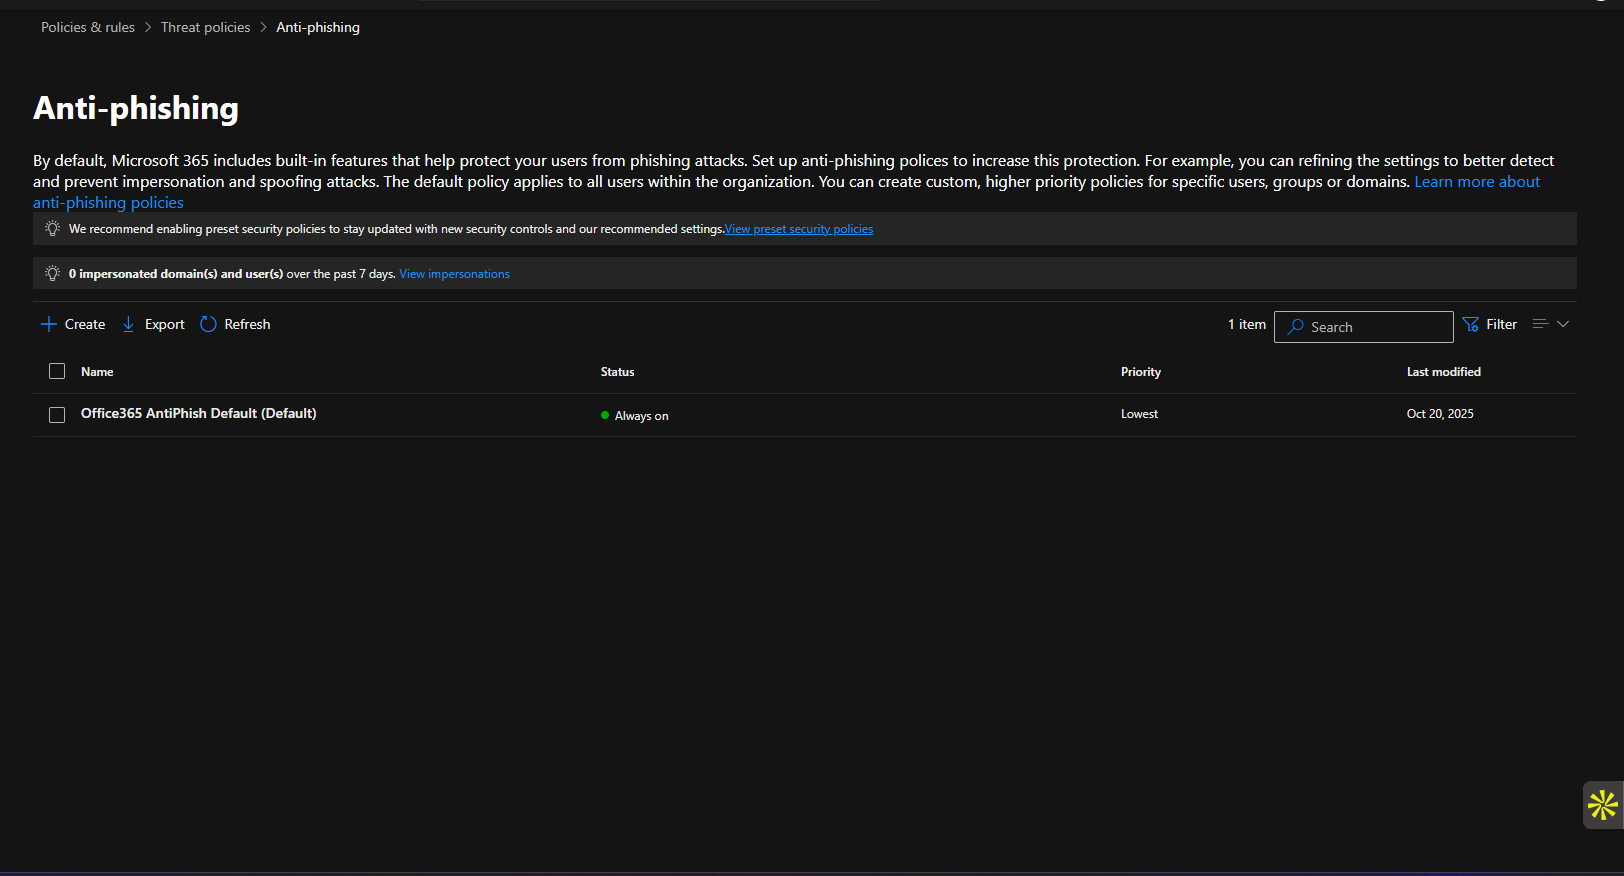 Policies & rules > Threat policies > Anti-phishing
Anti-phishing
By default, Microsoft 365 includes built-in features that help protect your users from phishing attacks. Set up anti-phishing polices to increase this protection. For example, you can refining the settings to better detect
and prevent impersonation and spoofing attacks. The default policy applies to all users within the organization. You can create custom, higher priority policies for specific users, groups or domains. Learn more about
anti-phishing policies
We recommend enabling preset security policies to stay updated with new security controls and our recommended settings.View preset security policies
0 impersonated domain(s) and user(s) over the past 7 days. View impersonations
Create Export Refresh 1 item Search Filter
Name Status Priority Last modified
Office365 AntiPhish Default (Default) Always on Lowest Oct 20, 2025